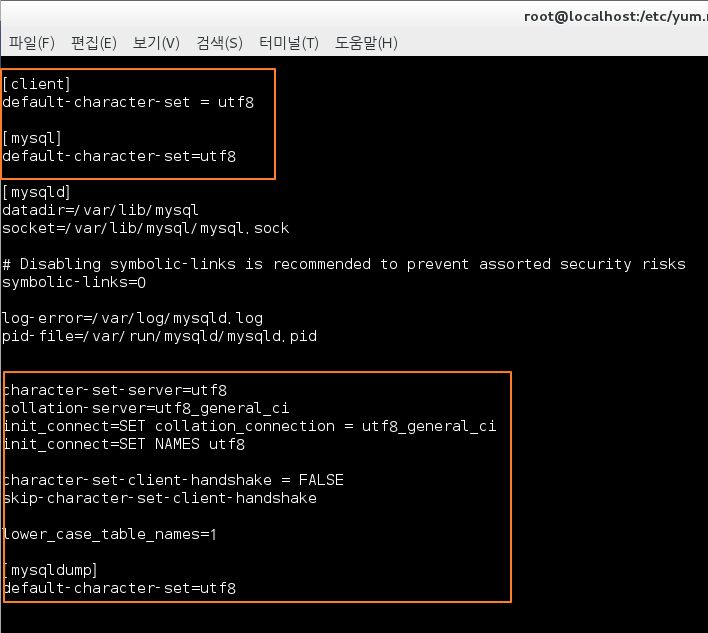 root@localhost:/etc/yum.r
파일(F) 편집(E) 보기(V) 검색(S) 터미널(T) 도움말(H)
[client]
default-character-set = utf8
[mysql]
default-character-set=utf8
[mysqld]
datadir=/var/lib/mysql
socket=/var/lib/mysql/mysql.sock
# Disabling symbolic-links is recommended to prevent assorted security risks
symbolic-links=0
log-error=/var/log/mysqld.log
pid-file=/var/run/mysqld/mysqld.pid
character-set-server=utf8
collation-server=utf8_general_ci
init_connect=SET collation_connection = utf8_general_ci
init_connect=SET NAMES utf8
character-set-client-handshake = FALSE
skip-character-set-client-handshake
lower_case_table_names=1
[mysqldump]
default-character-set=utf8